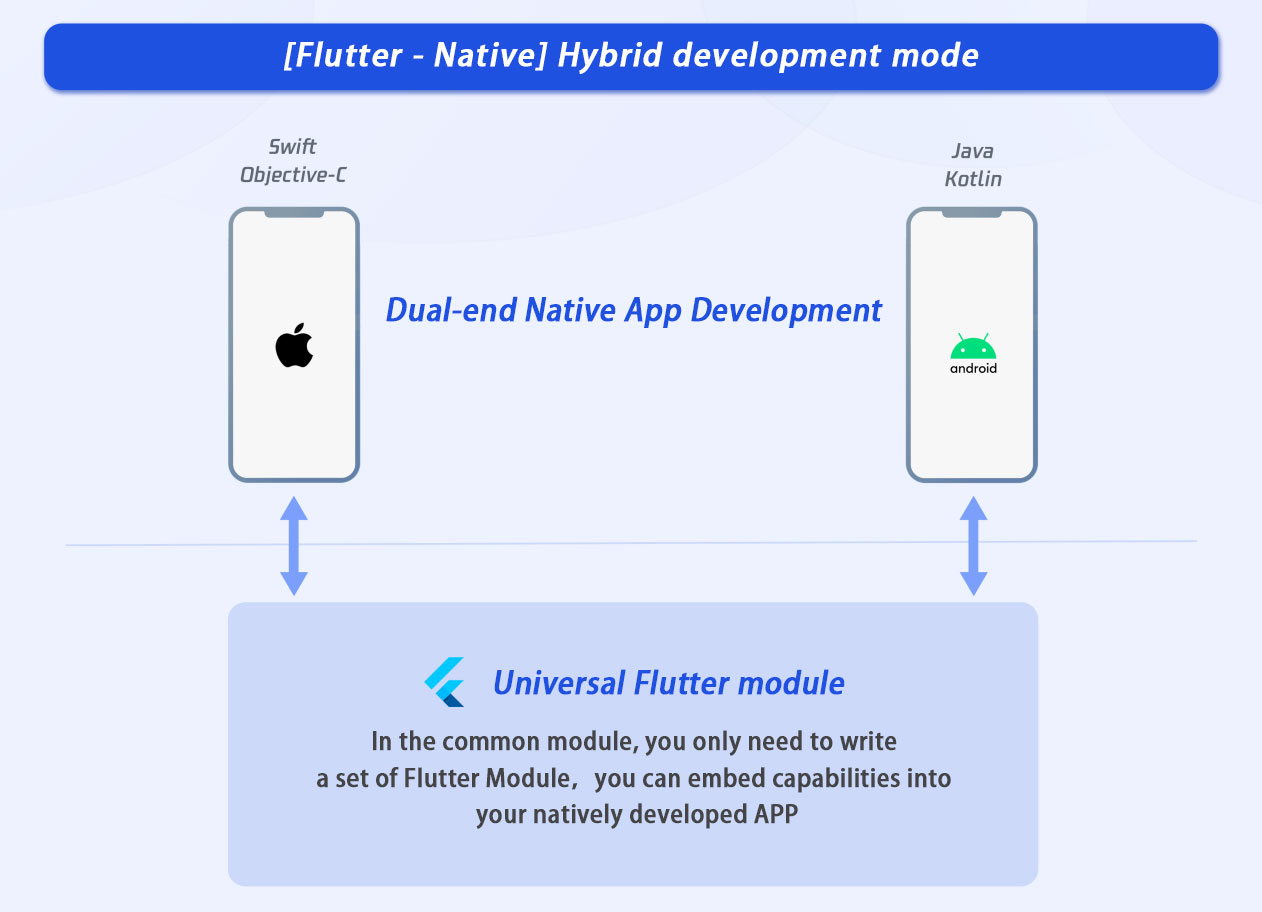 [Flutter - Native] Hybrid development mode
Swift
Objective-C
Java
Kotlin
Dual-end Native App Development
android
Universal Flutter module
In the common module, you only need to write
a set of Flutter Module，you can embed capabilities into
your natively developed APP